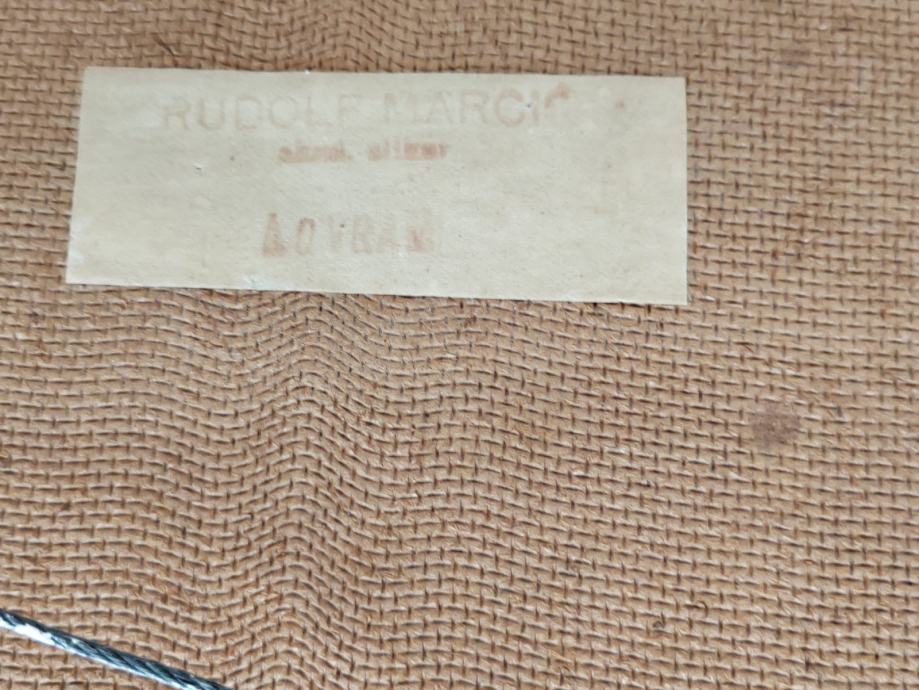 RUDOLF MARCIĆ
akad. slikar
LOVRAN